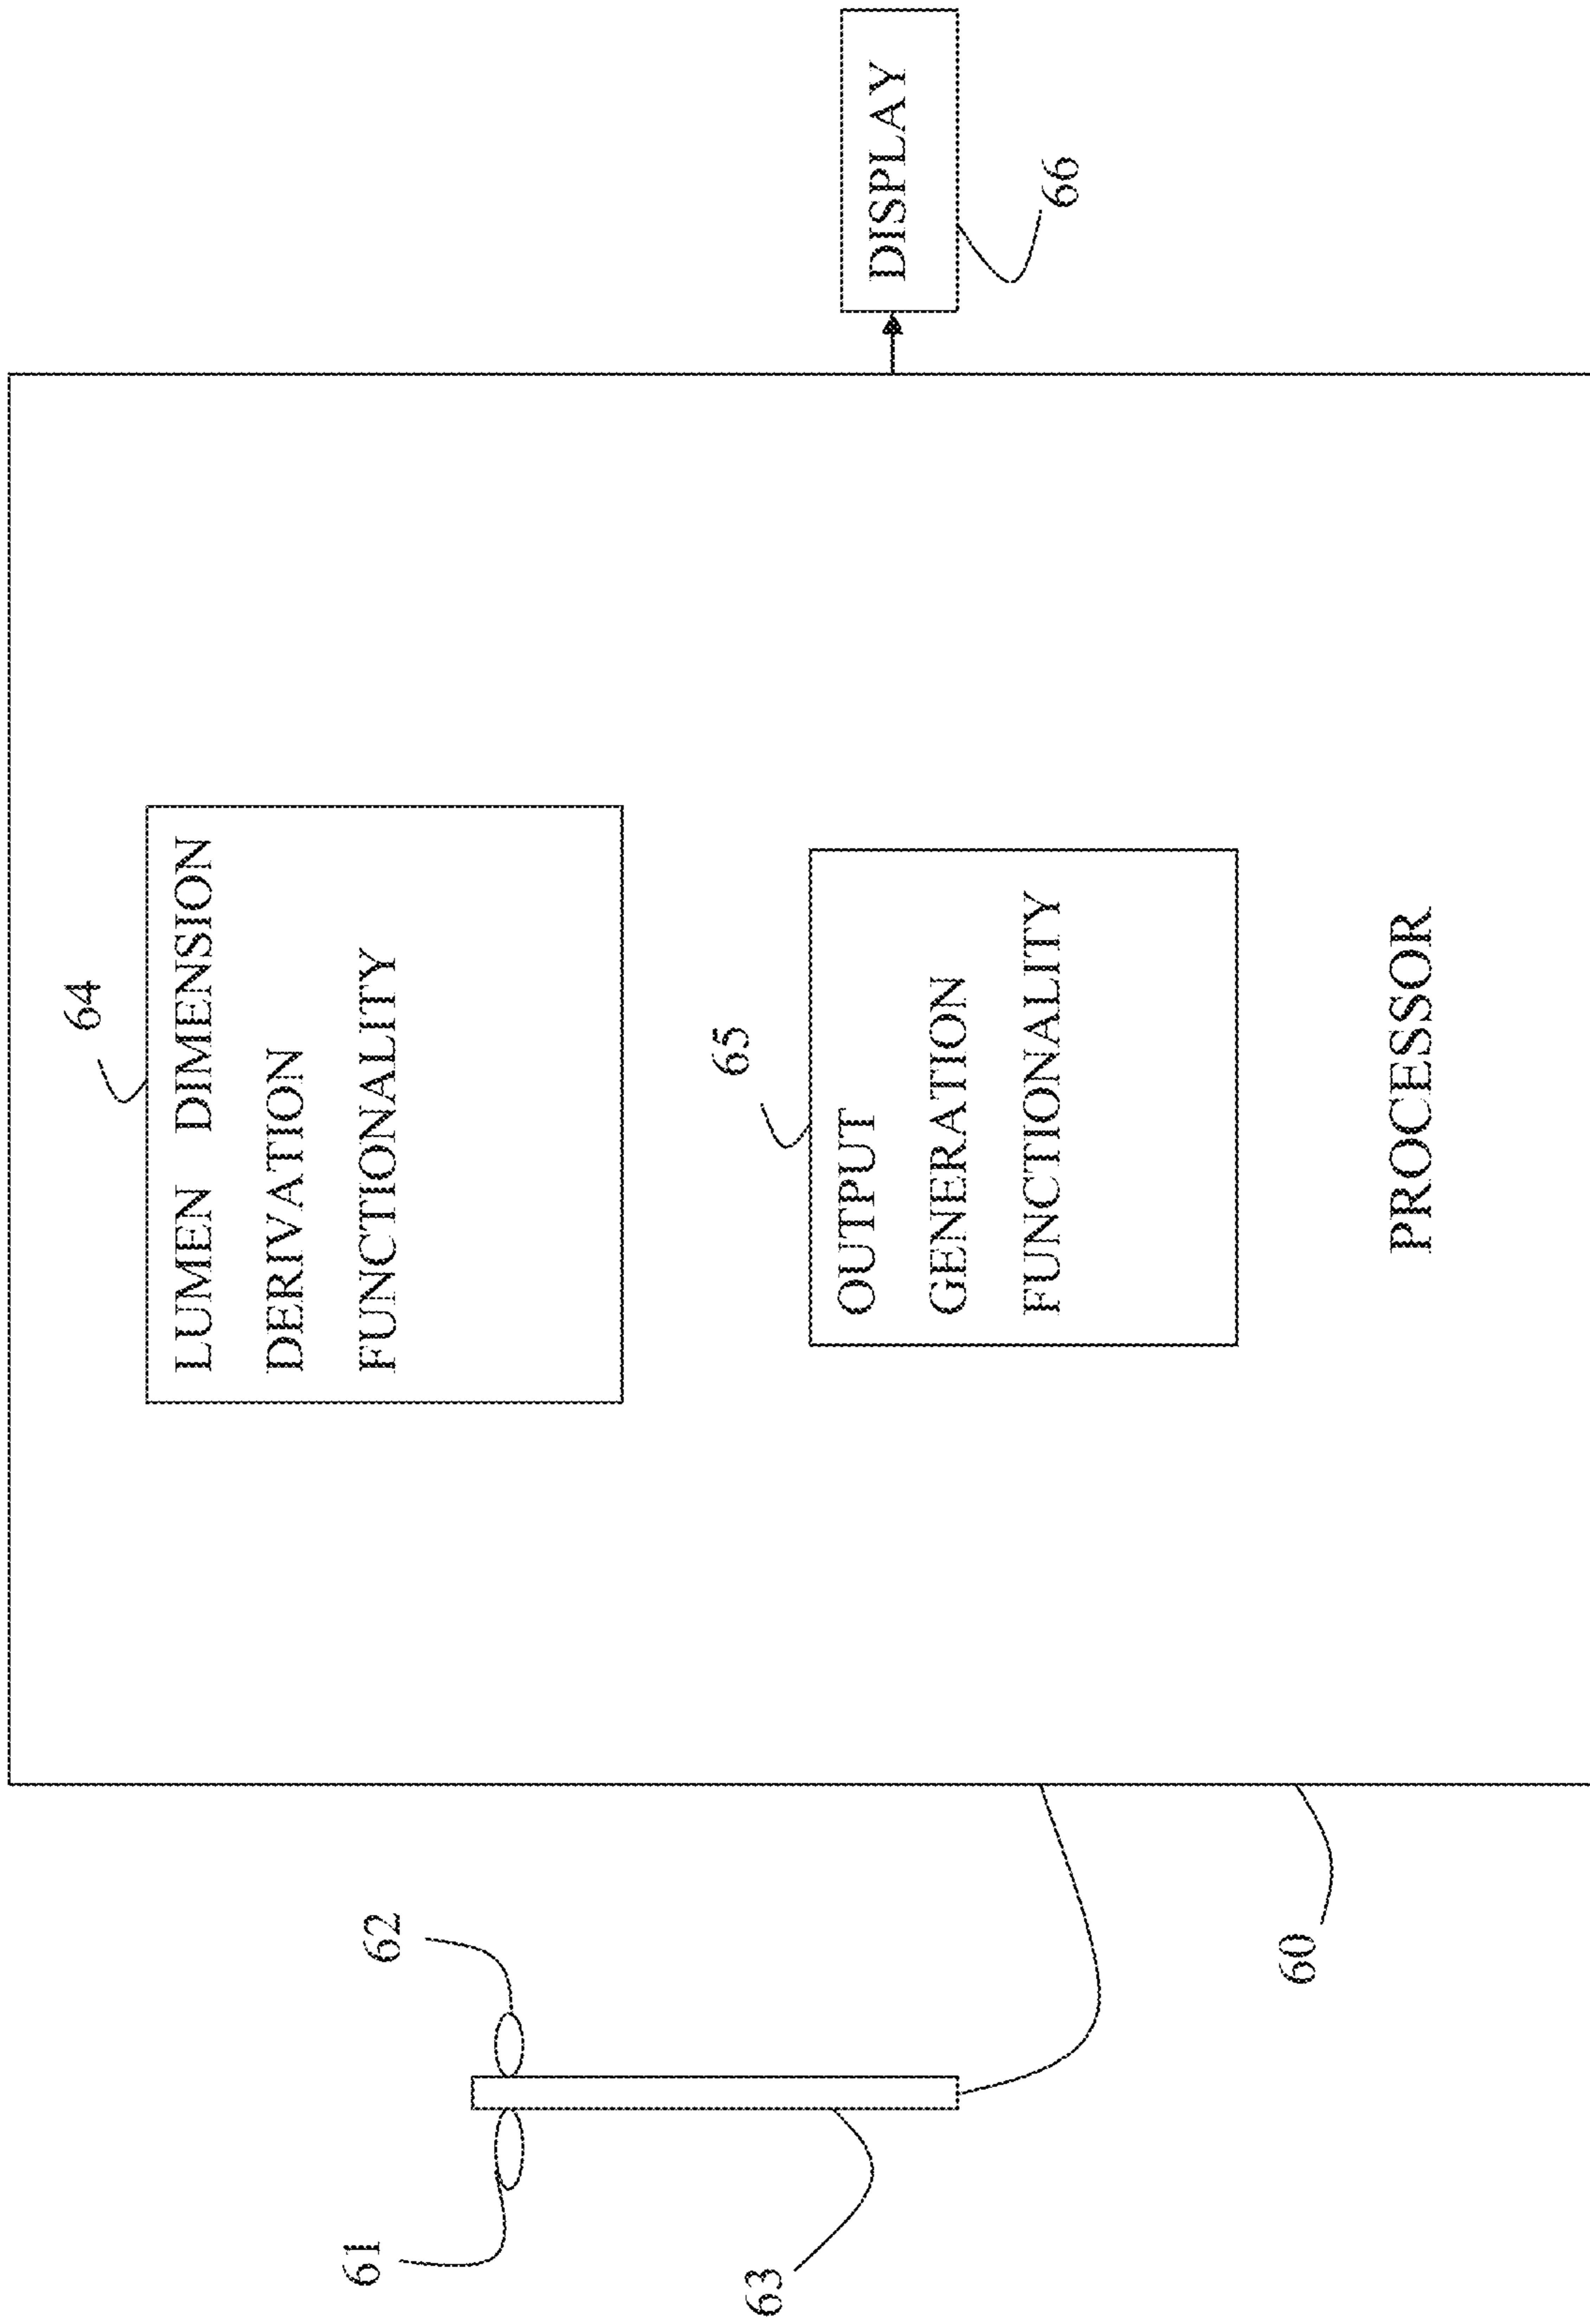 64
LUMEN DIMENSION
DERIVATION
FUNCTIONALITY
65
OUTPUT
GENERATION
FUNCTIONALITY
PROCESSOR
DISPLAY
66
61
62
63
60